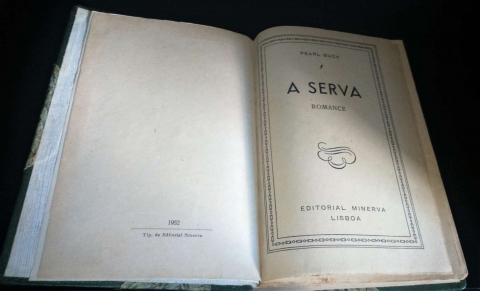 1952
Tip. da Editorial Minerva
PEARL BUCK
A SERVA
ROMANCE
EDITORIAL MINERVA
LISBOA